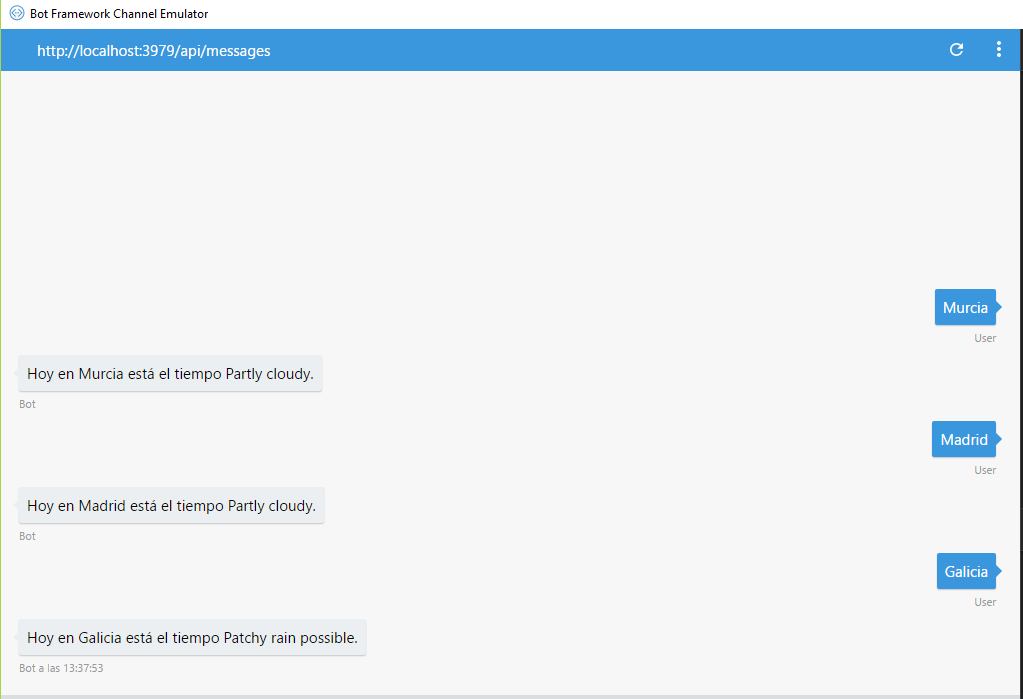 Bot Framework Channel Emulator
http://localhost:3979/api/messages
Murcia
User
Hoy en Murcia está el tiempo Partly cloudy.
Bot
Madrid
User
Hoy en Madrid está el tiempo Partly cloudy.
Bot
Galicia
User
Hoy en Galicia está el tiempo Patchy rain possible.
Bot a las 13:37:53